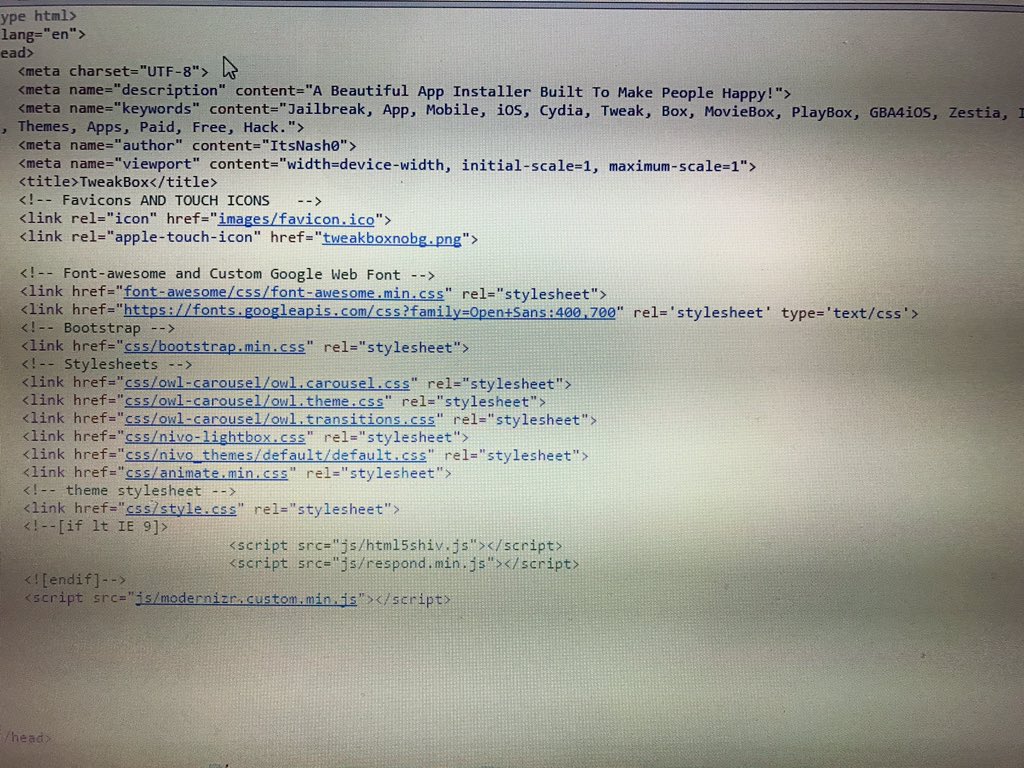 ype html>
lang="en">
ead>
<meta charset="UTF-8">
<meta name="description" content="A Beautiful App Installer Built To Make People Happy!">
<meta name="keywords" content="Jailbreak, App, Mobile, iOS, Cydia, Tweak, Box, MovieBox, PlayBox, GBA4iOS, Zestia,
, Themes, Apps, Paid, Free, Hack.">
<meta name="author" content="ItsNash0">
<meta name="viewport" content="width=device-width, initial-scale=1, maximum-scale=1">
<title>TweakBox</title>
<!-- Favicons AND TOUCH ICONS   -->
<link rel="icon" href="images/favicon.ico">
<link rel="apple-touch-icon" href="tweakboxnobg.png">
<!-- Font-awesome and Custom Google Web Font -->
<link href="font-awesome/css/font-awesome.min.css" rel="stylesheet">
<link href="https://fonts.googleapis.com/css?family=Open+Sans:400,700" rel='stylesheet' type='text/css'>
<!-- Bootstrap -->
<link href="css/bootstrap.min.css" rel="stylesheet">
<!-- Stylesheets -->
<link href="css/owl-carousel/owl.carousel.css" rel="stylesheet">
<link href="css/owl-carousel/owl.theme.css" rel="stylesheet">
<link href="css/owl-carousel/owl.transitions.css" rel="stylesheet">
<link href="css/nivo-lightbox.css" rel="stylesheet">
<link href="css/nivo_themes/default/default.css" rel="stylesheet">
<link href="css/animate.min.css" rel="stylesheet">
<!-- theme stylesheet -->
<link href="css/style.css" rel="stylesheet">
<!--[if lt IE 9]>
<script src="js/html5shiv.js"></script>
<script src="js/respond.min.js"></script>
<![endif]-->
<script src="js/modernizr.custom.min.js"></script>
/head>